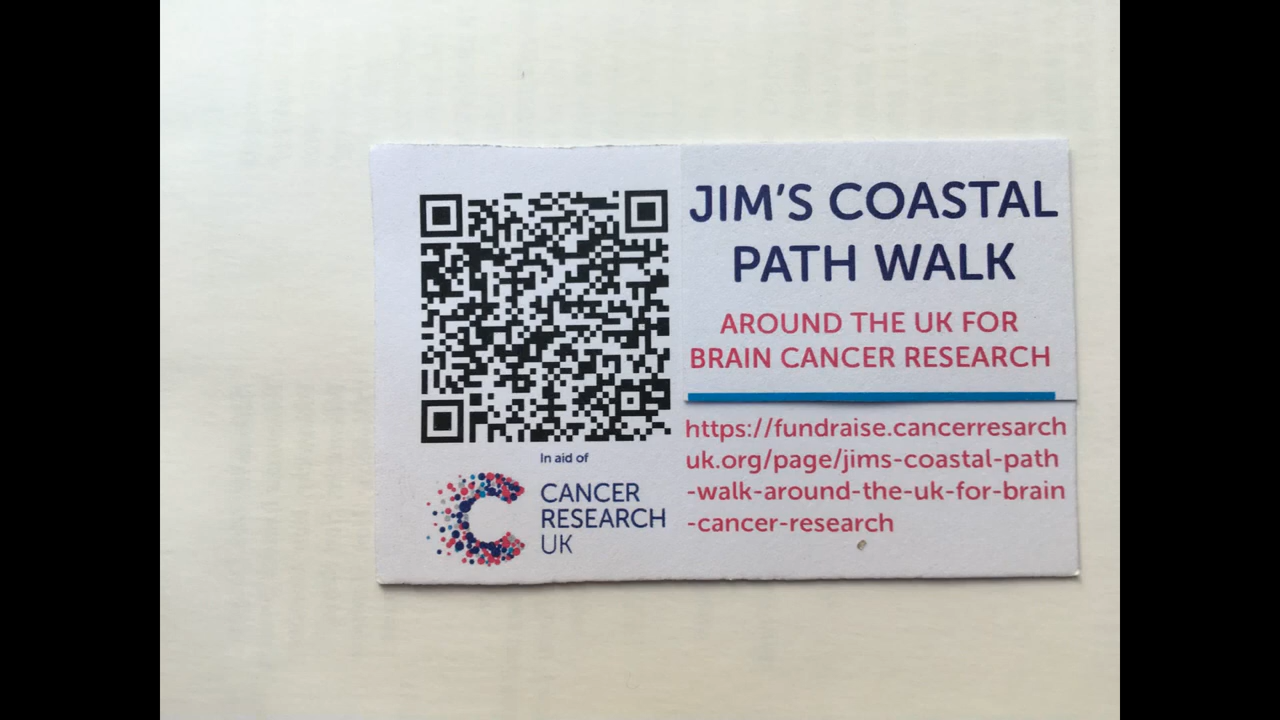 JIM'S COASTAL
PATH WALK
AROUND THE UK FOR
BRAIN CANCER RESEARCH
https://fundraise.cancerresarch
uk.org/page/jims-coastal-path
-walk-around-the-uk-for-brain
-cancer-research
In aid of
CANCER
RESEARCH
UK